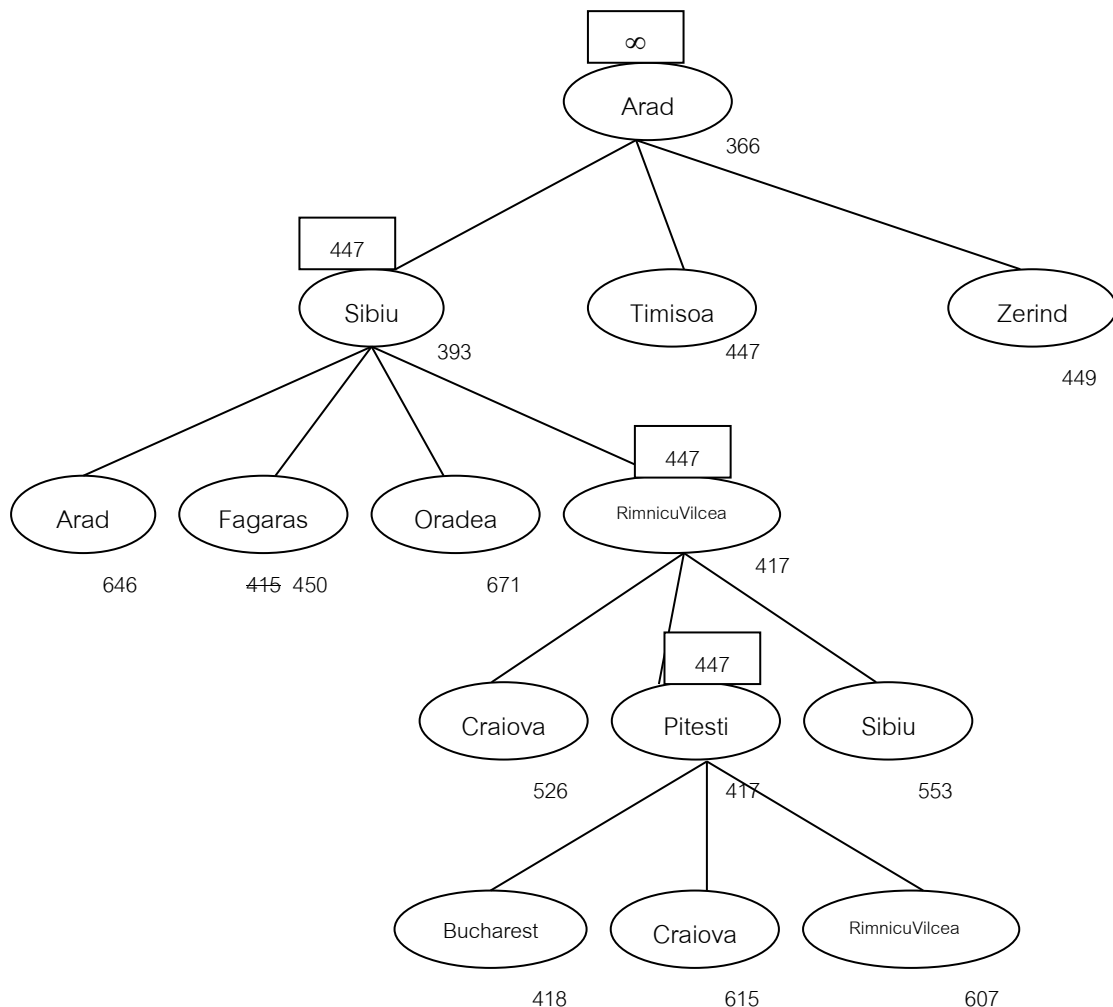 ∞
Arad
366
447
Sibiu
393
Timisoa
447
Zerind
449
Arad
646
Fagaras
415 450
Oradea
671
447
RimnicuVilcea
417
Craiova
526
447
Pitesti
417
Sibiu
553
Bucharest
418
Craiova
615
RimnicuVilcea
607